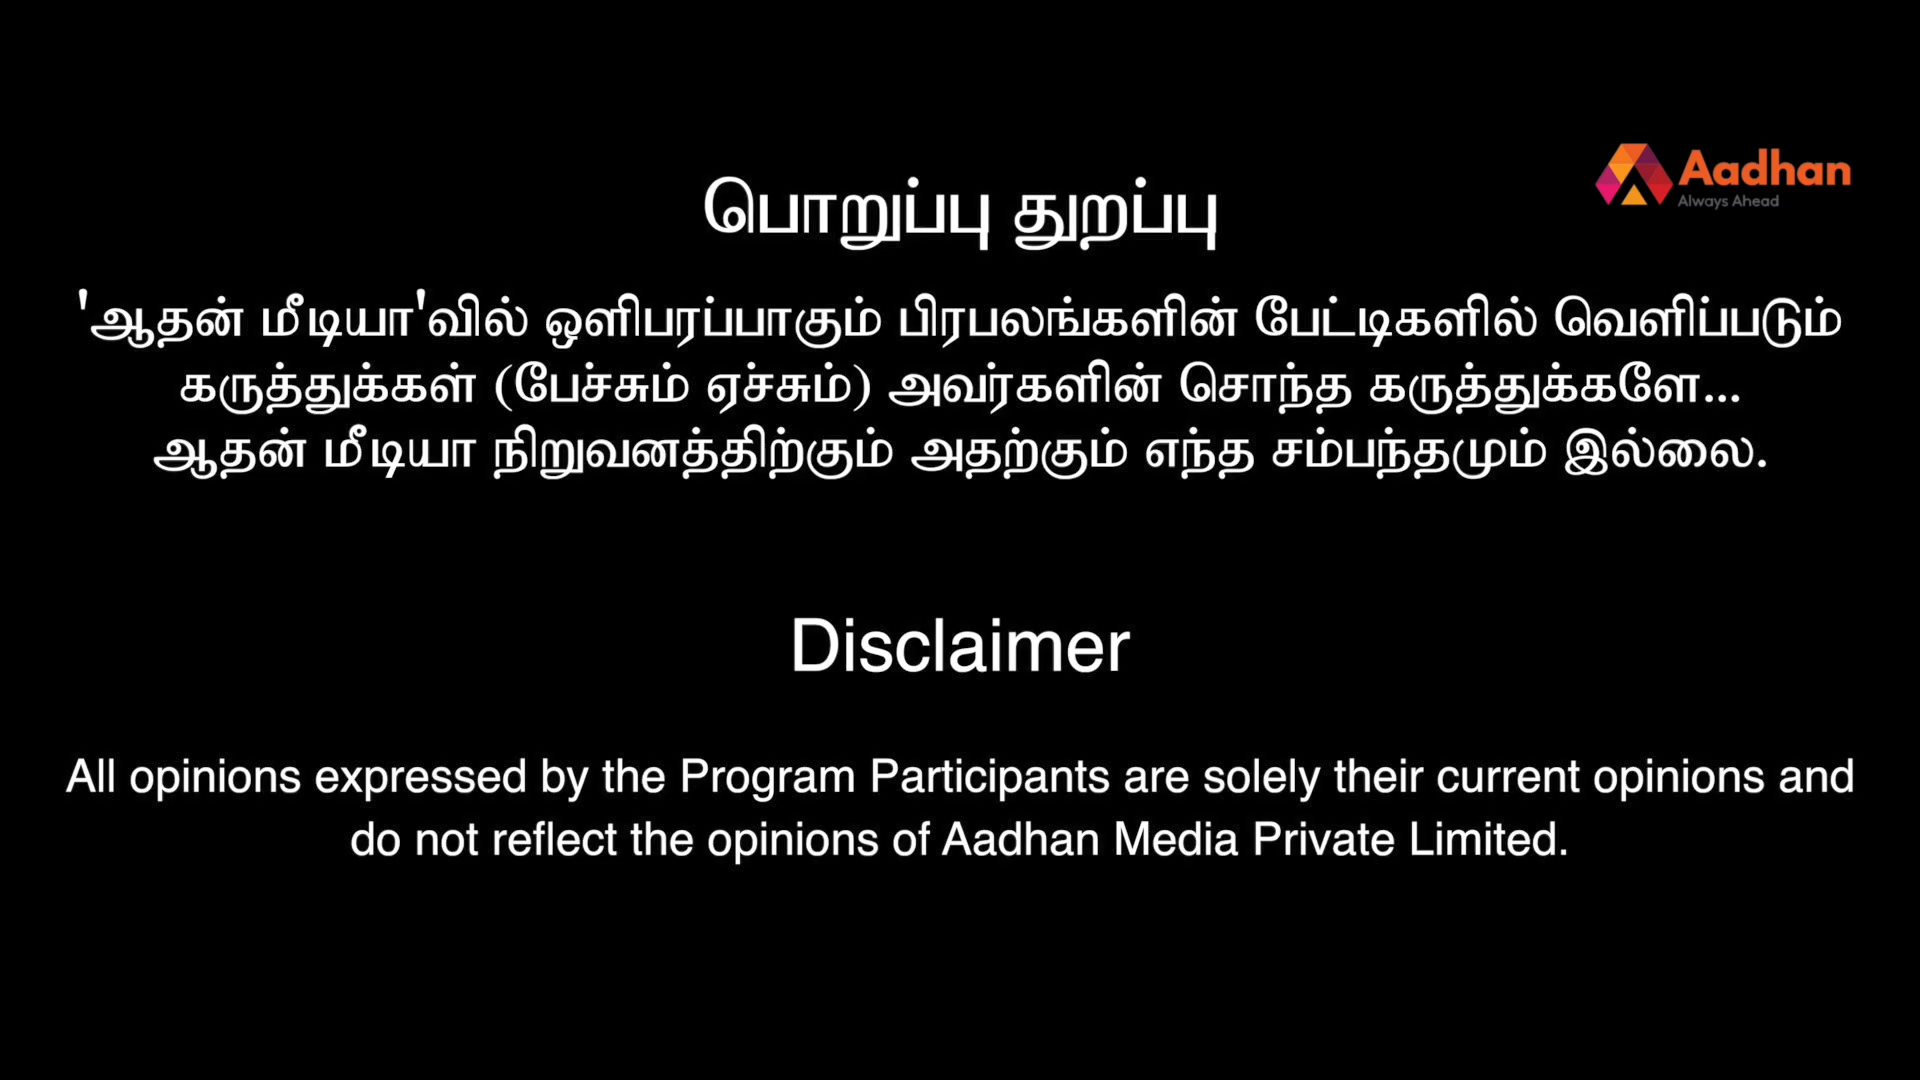 Aadhan
Always Ahead
பொறுப்பு துறப்பு
'ஆதன் மீடியா'வில் ஒளிபரப்பாகும் பிரபலங்களின் பேட்டிகளில் வெளிப்படும்
கருத்துக்கள் (பேச்சும் ஏச்சும்) அவர்களின் சொந்த கருத்துக்களே...
ஆதன் மீடியா நிறுவனத்திற்கும் அதற்கும் எந்த சம்பந்தமும் இல்லை.
Disclaimer
All opinions expressed by the Program Participants are solely their current opinions and
do not reflect the opinions of Aadhan Media Private Limited.